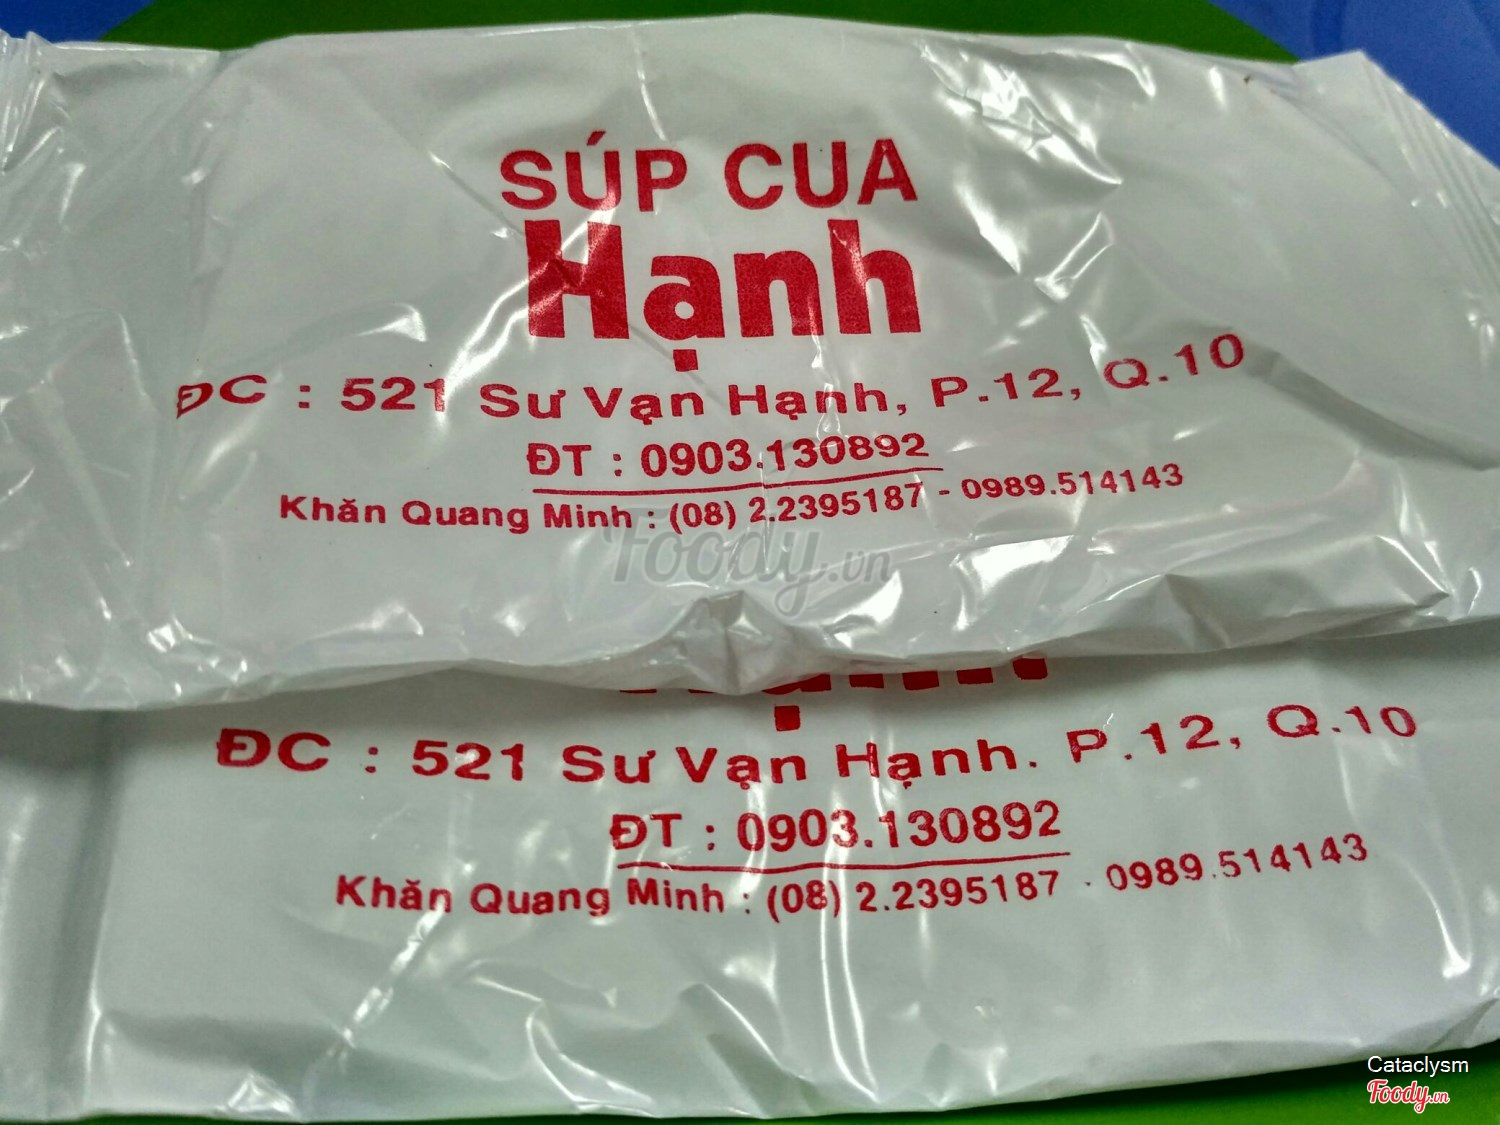 SÚP CUA
Hạnh
ĐC : 521 Sư Vạn Hạnh, P.12, Q.10
ĐT : 0903.130892
Khăn Quang Minh : (08) 2.2395187 - 0989.514143
Foody.vn
Hạnh
ĐC : 521 Sư Vạn Hạnh. P.12, Q.10
ĐT : 0903.130892
Khăn Quang Minh : (08) 2.2395187 - 0989.514143
Cataclysm
Foody.vn